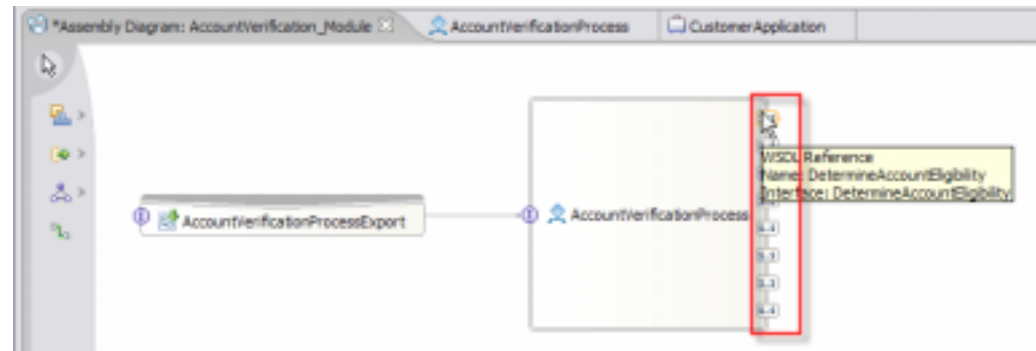 *Assembly Diagram: AccountVerification_Module
AccountVerificationProcess
CustomerApplication
WSDL Reference
Name: DetermineAccountEligibility
Interface: DetermineAccountEligibility
AccountVerificationProcessExport
AccountVerificationProcess